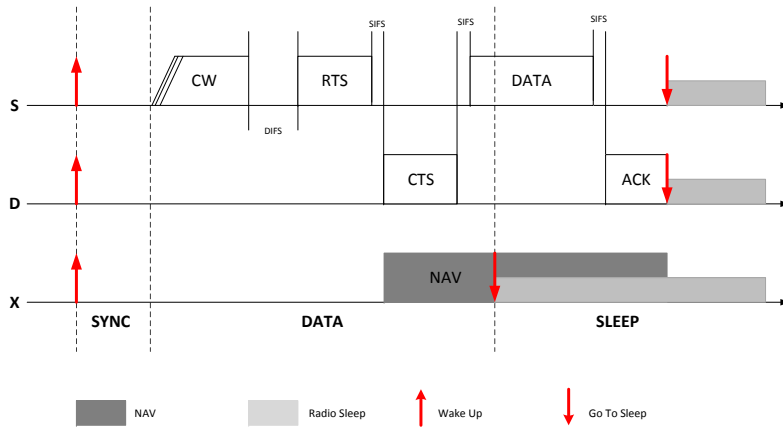 SIFS
SIFS
SIFS
CW
RTS
DATA
S
DIFS
CTS
ACK
D
NAV
X
SYNC
DATA
SLEEP
NAV
Radio Sleep
Wake Up
Go To Sleep